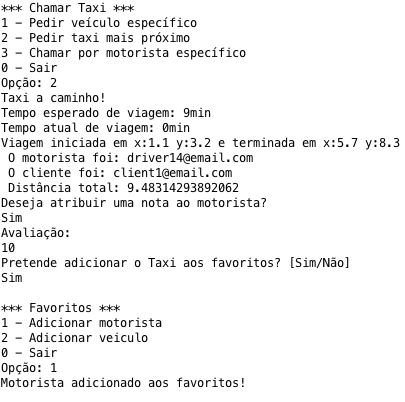 *** Chamar Taxi ***
1 - Pedir veículo específico
2 - Pedir taxi mais próximo
3 - Chamar por motorista específico
0 - Sair
Opção: 2
Taxi a caminho!
Tempo esperado de viagem: 9min
Tempo atual de viagem: 0min
Viagem iniciada em x:1.1 y:3.2 e terminada em x:5.7 y:8.3
O motorista foi: driver14@email.com
O cliente foi: client1@email.com
Distância total: 9.48314293892062
Deseja atribuir uma nota ao motorista?
Sim
Avaliação:
10
Pretende adicionar o Taxi aos favoritos? [Sim/Não]
Sim
*** Favoritos ***
1 - Adicionar motorista
2 - Adicionar veiculo
0 - Sair
Opção: 1
Motorista adicionado aos favoritos!